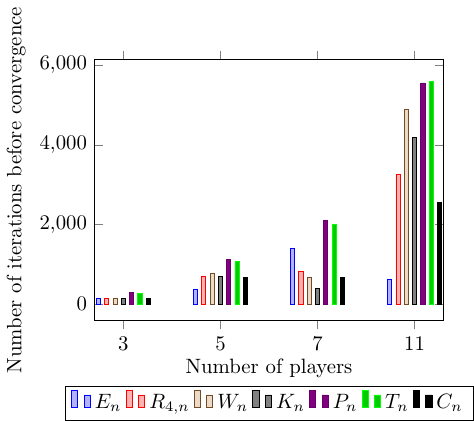 Number of iterations before convergence
6,000
4,000
2,000
0
3 5 7 11
Number of players
E_n R_{4,n} W_n K_n P_n T_n C_n